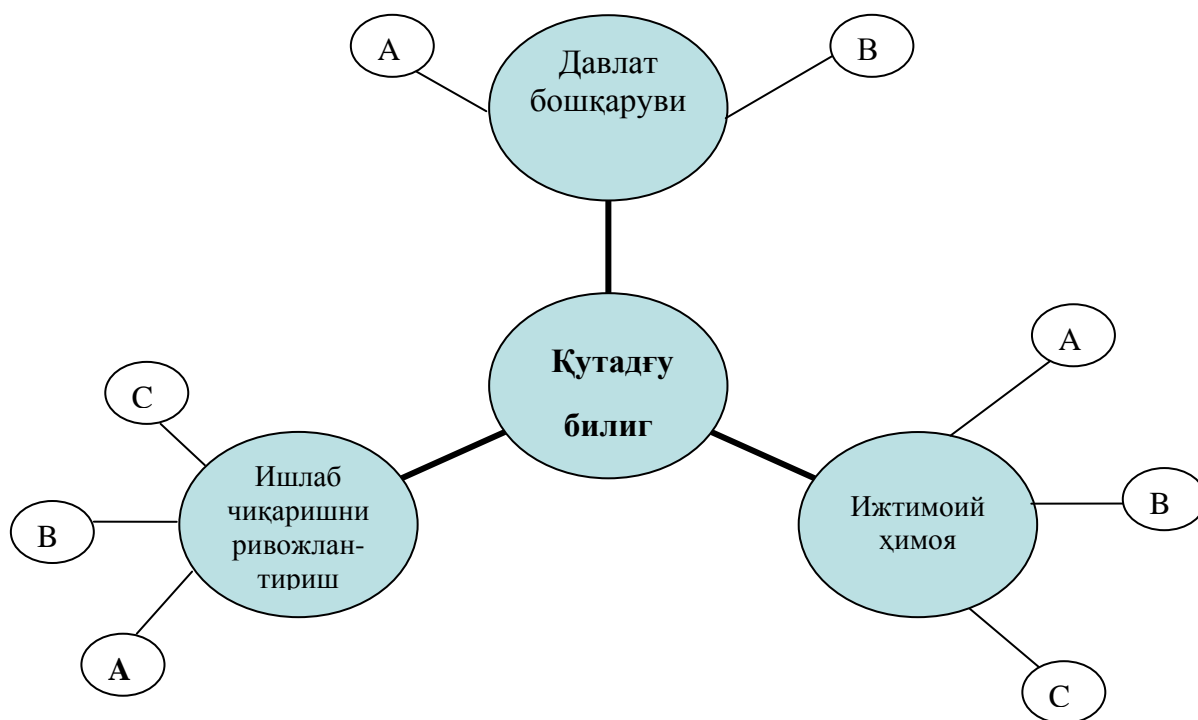 A
Давлат
бошқаруви
B
Қутадғу
билиг
A
B
C
Ижтимоий
ҳимоя
C
B
A
Ишлаб
чиқаришни
ривожлан-
тириш